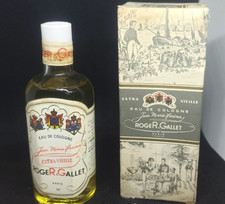 EAU DE COLOGNE
Jean Marie Farina
EXTRA-VIEILLE
ROGER & GALLET
PARIS
EXTRA VIEILLE
EAU DE COLOGNE
Jean Marie Farina
ROGER & GALLET
PARIS